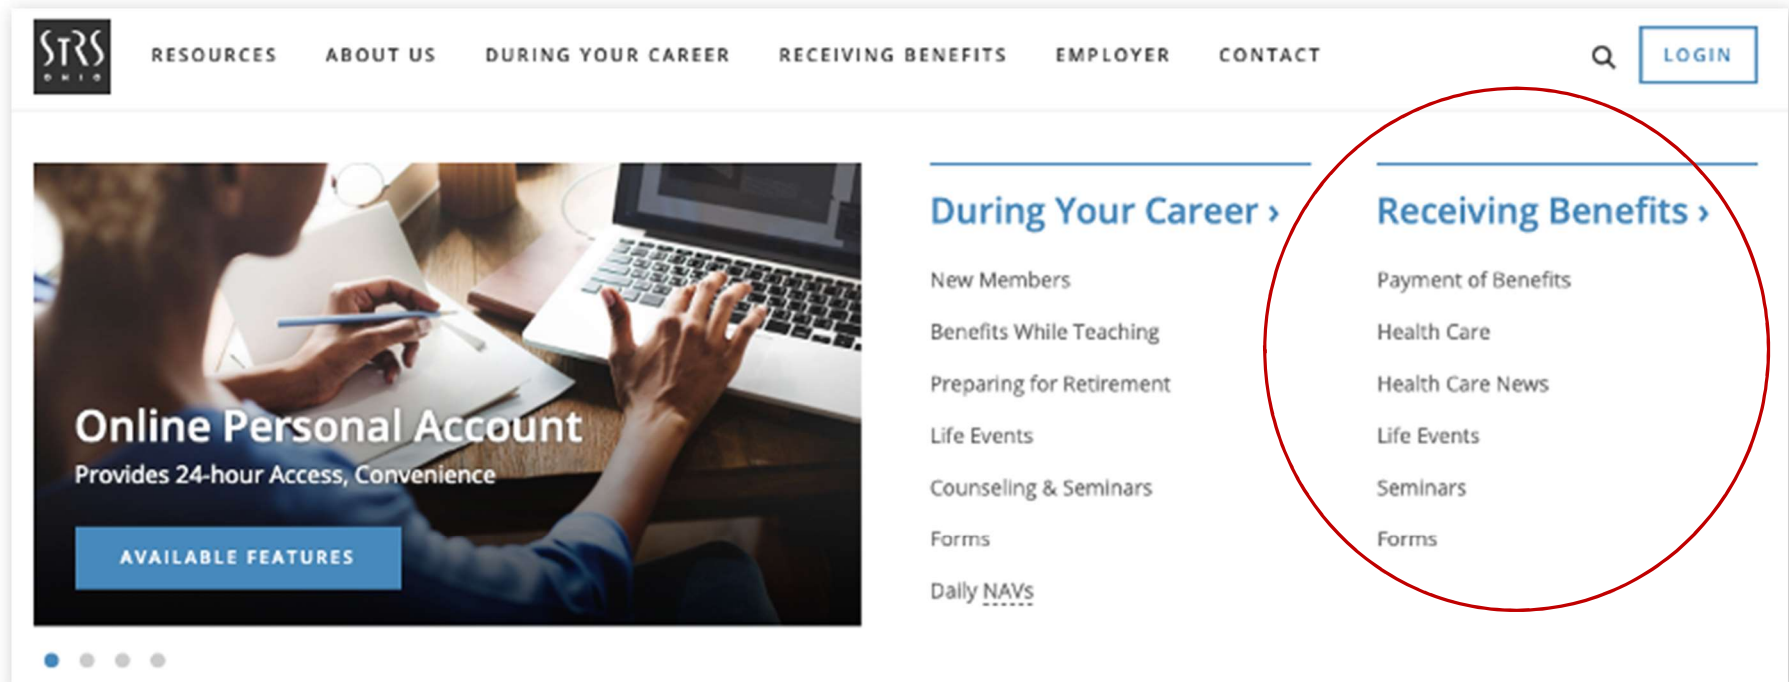 STRS
OHIO
RESOURCES
ABOUT US
DURING YOUR CAREER
RECEIVING BENEFITS
EMPLOYER
CONTACT
LOGIN
Online Personal Account
Provides 24-hour Access, Convenience
AVAILABLE FEATURES
During Your Career ›
New Members
Benefits While Teaching
Preparing for Retirement
Life Events
Counseling & Seminars
Forms
Daily NAVs
Receiving Benefits ›
Payment of Benefits
Health Care
Health Care News
Life Events
Seminars
Forms